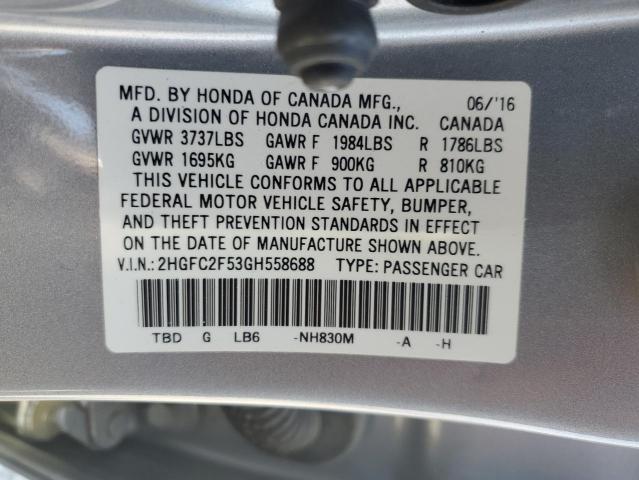 MFD. BY HONDA OF CANADA MFG., 06/'16
A DIVISION OF HONDA CANADA INC. CANADA
GVWR 3737LBS GAWR F 1984LBS R 1786LBS
GVWR 1695KG GAWR F 900KG R 810KG
THIS VEHICLE CONFORMS TO ALL APPLICABLE
FEDERAL MOTOR VEHICLE SAFETY, BUMPER,
AND THEFT PREVENTION STANDARDS IN EFFECT
ON THE DATE OF MANUFACTURE SHOWN ABOVE.
V.I.N.: 2HGFC2F53GH558688 TYPE: PASSENGER CAR
TBD G LB6 -NH830M -A -H